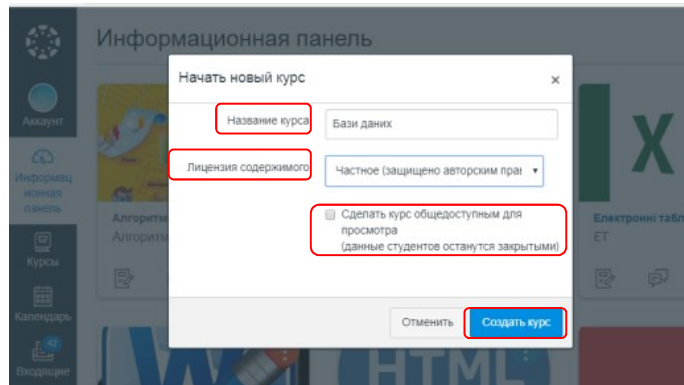 Информационная панель
Начать новый курс ×
Название курса
Бази даних
Лицензия содержимого
Частное (защищено авторским прав
Сделать курс общедоступным для
просмотра
(данные студентов останутся закрытыми)
Отменить
Создать курс
Аккаунт
Информац
ионная
панель
Курсы
Календарь
42
Входящие
Алгоритм
Алгоритм
Електронні табл
ЕТ
X
HTML